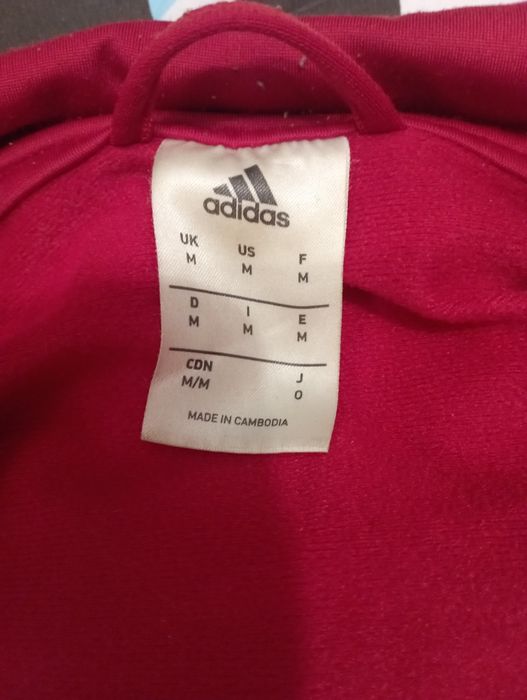 adidas
UK US F
M M M
D I E
M M M
CDN J
M/M O
MADE IN CAMBODIA